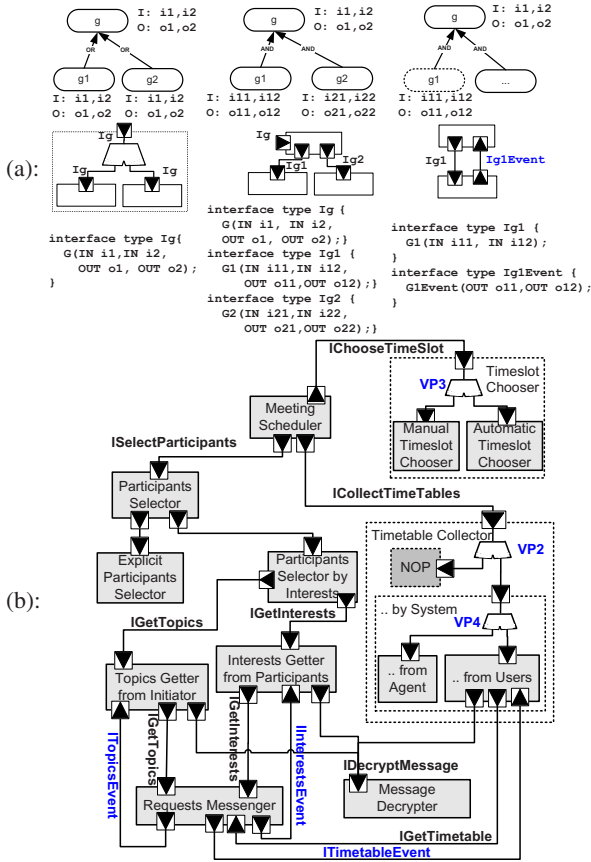 g
I: i1,i2
O: o1,o2
OR
OR
g1
g2
I: i1,i2
O: o1,o2
I: i1,i2
O: o1,o2
Ig
Ig
Ig
interface type Ig{
G(IN i1,IN i2,
OUT o1, OUT o2);
}
g
I: i1,i2
O: o1,o2
AND
AND
g1
g2
I: i11,i12
O: o11,o12
I: i21,i22
O: o21,o22
Ig
Ig1
Ig2
interface type Ig {
G(IN i1, IN i2,
OUT o1, OUT o2);}
interface type Ig1 {
G1(IN i11,IN i12,
OUT o11,OUT o12);}
interface type Ig2 {
G2(IN i21,IN i22,
OUT o21,OUT o22);}
g
I: i1,i2
O: o1,o2
AND
AND
g1
...
I: i11,i12
O: o11,o12
Ig1
Ig1Event
interface type Ig1 {
G1(IN i11, IN i12);
}
interface type Ig1Event {
G1Event(OUT o11,OUT o12);
}
(a):
IChooseTimeSlot
Timeslot
Chooser
VP3
Manual
Timeslot
Chooser
Automatic
Timeslot
Chooser
Meeting
Scheduler
ISelectParticipants
ICollectTimeTables
Participants
Selector
Explicit
Participants
Selector
Participants
Selector by
Interests
Timetable Collector
VP2
NOP
.. by System
VP4
.. from
Agent
.. from Users
(b):
IGetTopics
IGetInterests
Topics Getter
from Initiator
Interests Getter
from Participants
ITopicsEvent
IGetTopics
IGetInterests
IInterestsEvent
IDecryptMessage
Message
Decrypter
Requests Messenger
IGetTimetable
ITimetableEvent